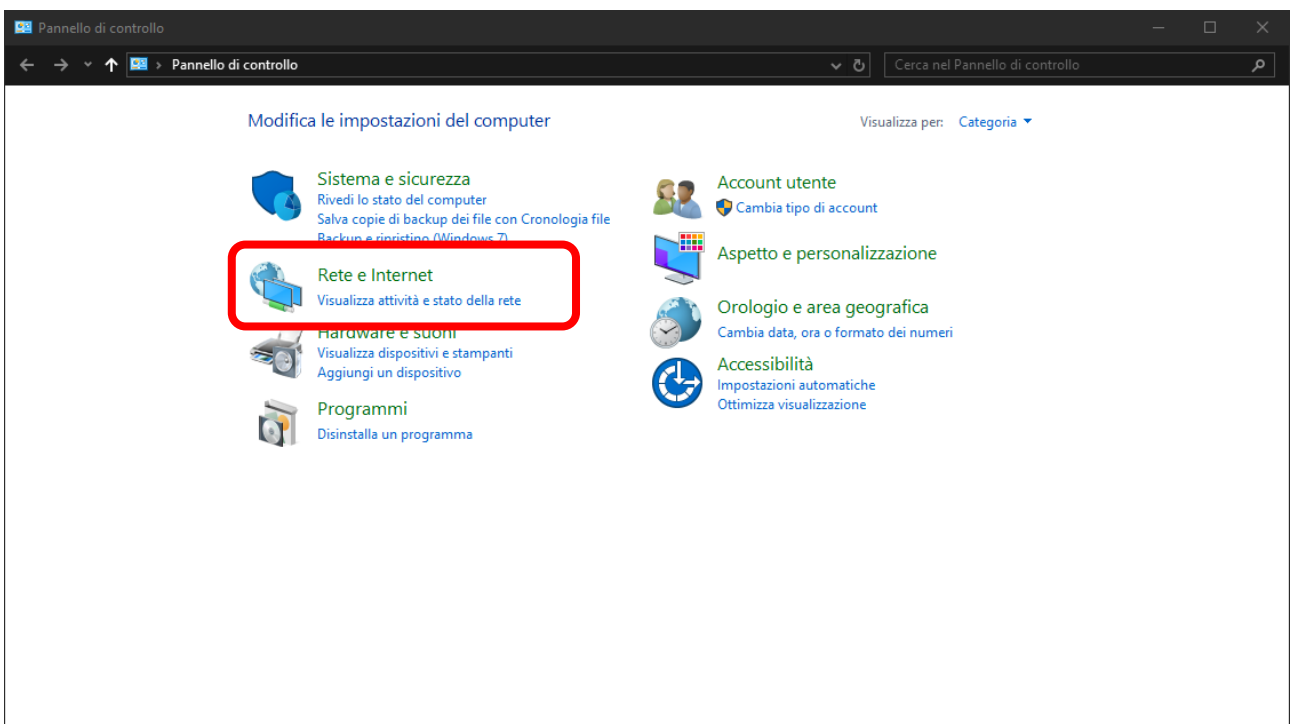 Pannello di controllo
Pannello di controllo
Cerca nel Pannello di controllo
Modifica le impostazioni del computer
Visualizza per: Categoria
Sistema e sicurezza
Rivedi lo stato del computer
Salva copie di backup dei file con Cronologia file
Backup e ripristino (Windows 7)
Rete e Internet
Visualizza attività e stato della rete
Hardware e suoni
Visualizza dispositivi e stampanti
Aggiungi un dispositivo
Programmi
Disinstalla un programma
Account utente
Cambia tipo di account
Aspetto e personalizzazione
Orologio e area geografica
Cambia data, ora o formato dei numeri
Accessibilità
Impostazioni automatiche
Ottimizza visualizzazione